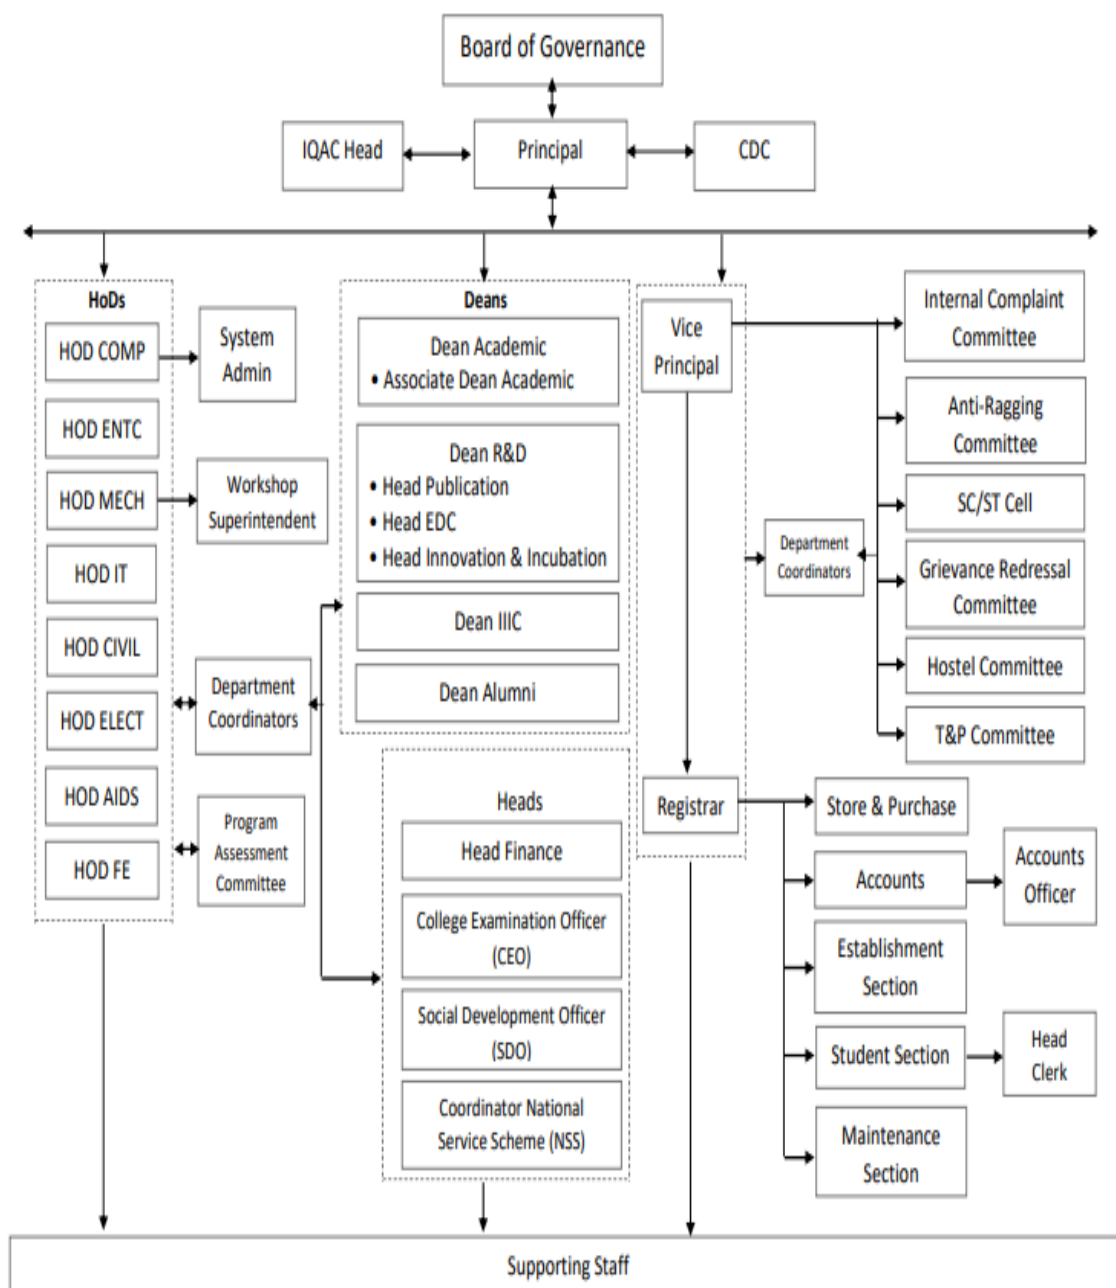 Board of Governance
IQAC Head
Principal
CDC
HoDs
HOD COMP
System
Admin
HOD ENTC
HOD MECH
Workshop
Superintendent
HOD IT
HOD CIVIL
HOD ELECT
Department
Coordinators
HOD AIDS
HOD FE
Program
Assessment
Committee
Deans
Dean Academic
• Associate Dean Academic
Dean R&D
• Head Publication
• Head EDC
• Head Innovation & Incubation
Dean IIIC
Dean Alumni
Heads
Head Finance
College Examination Officer
(CEO)
Social Development Officer
(SDO)
Coordinator National
Service Scheme (NSS)
Vice
Principal
Internal Complaint
Committee
Anti-Ragging
Committee
SC/ST Cell
Department
Coordinators
Grievance Redressal
Committee
Hostel Committee
T&P Committee
Registrar
Store & Purchase
Accounts
Accounts
Officer
Establishment
Section
Student Section
Head
Clerk
Maintenance
Section
Supporting Staff